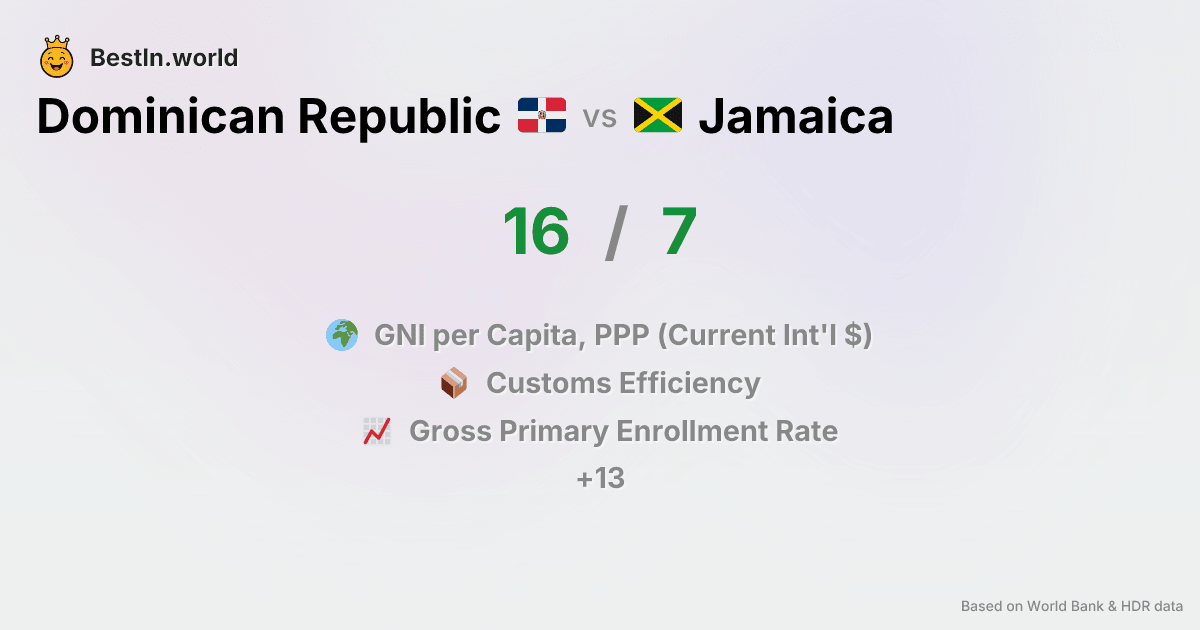 BestIn.world
Dominican Republic vs Jamaica
16 / 7
GNI per Capita, PPP (Current Int'l $)
Customs Efficiency
Gross Primary Enrollment Rate
+13
Based on World Bank & HDR data